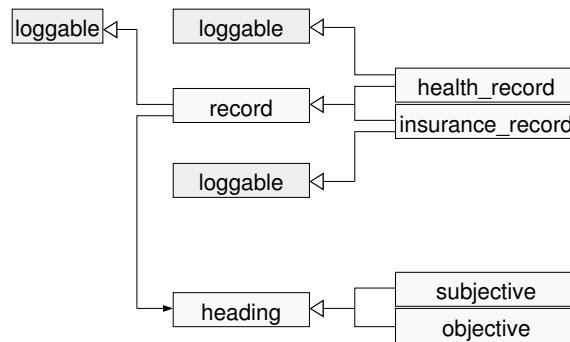 loggable
loggable
health_record
record
insurance_record
loggable
subjective
heading
objective